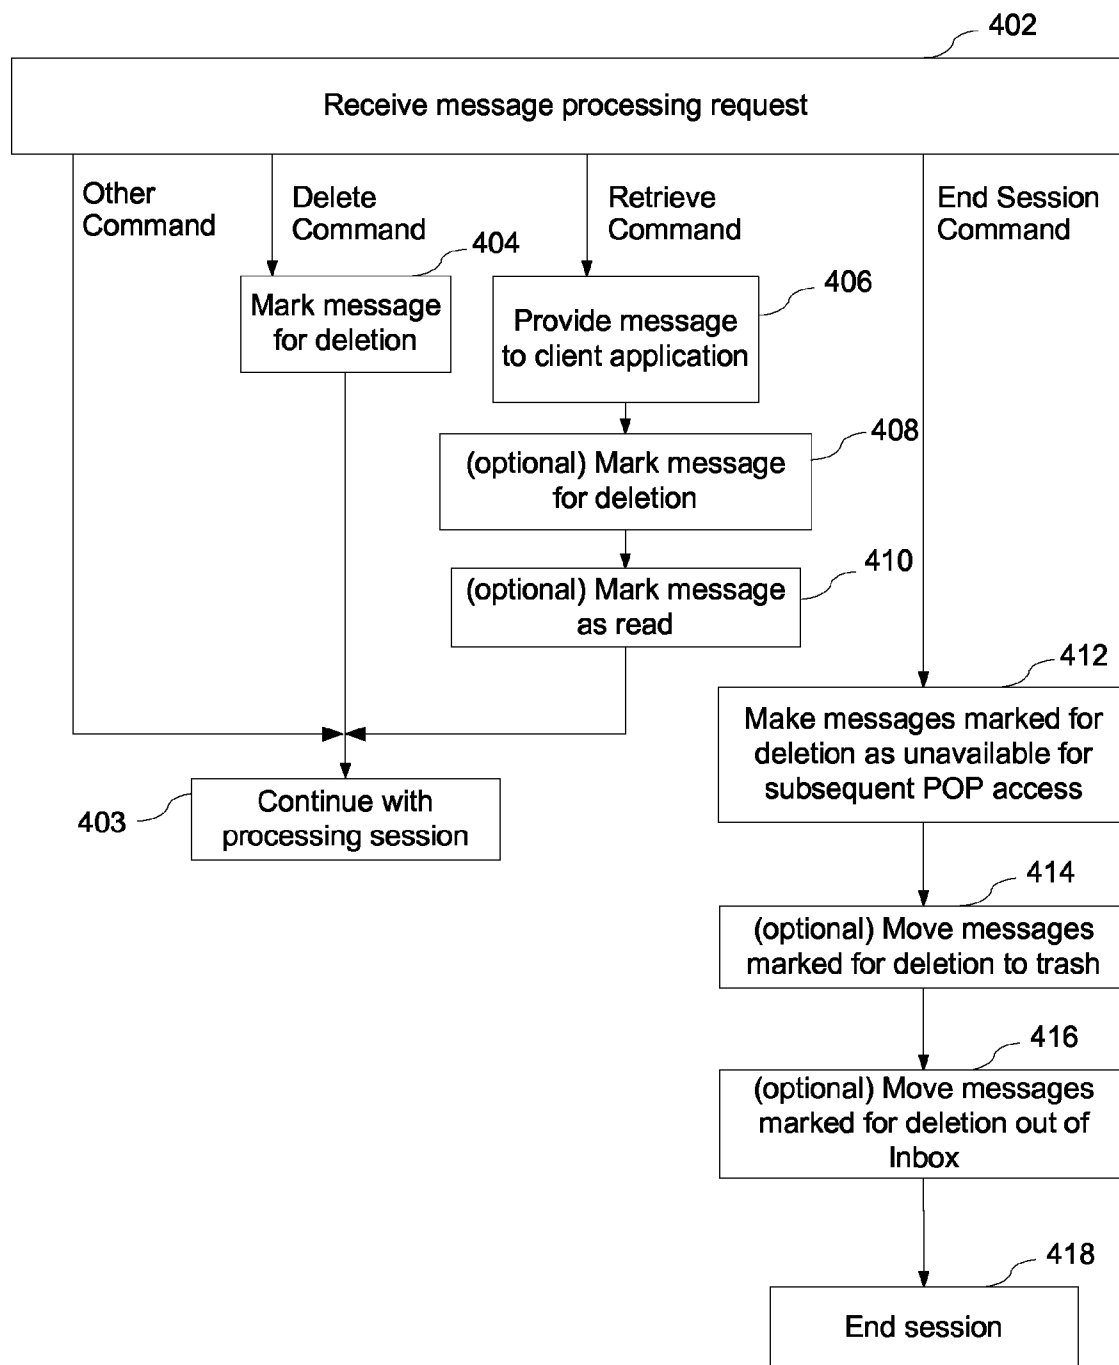 402
Receive message processing request
Other
Command
Delete
Command
Retrieve
Command
End Session
Command
404
Mark message
for deletion
406
Provide message
to client application
408
(optional) Mark message
for deletion
410
(optional) Mark message
as read
412
Make messages marked for
deletion as unavailable for
subsequent POP access
403
Continue with
processing session
414
(optional) Move messages
marked for deletion to trash
416
(optional) Move messages
marked for deletion out of
Inbox
418
End session